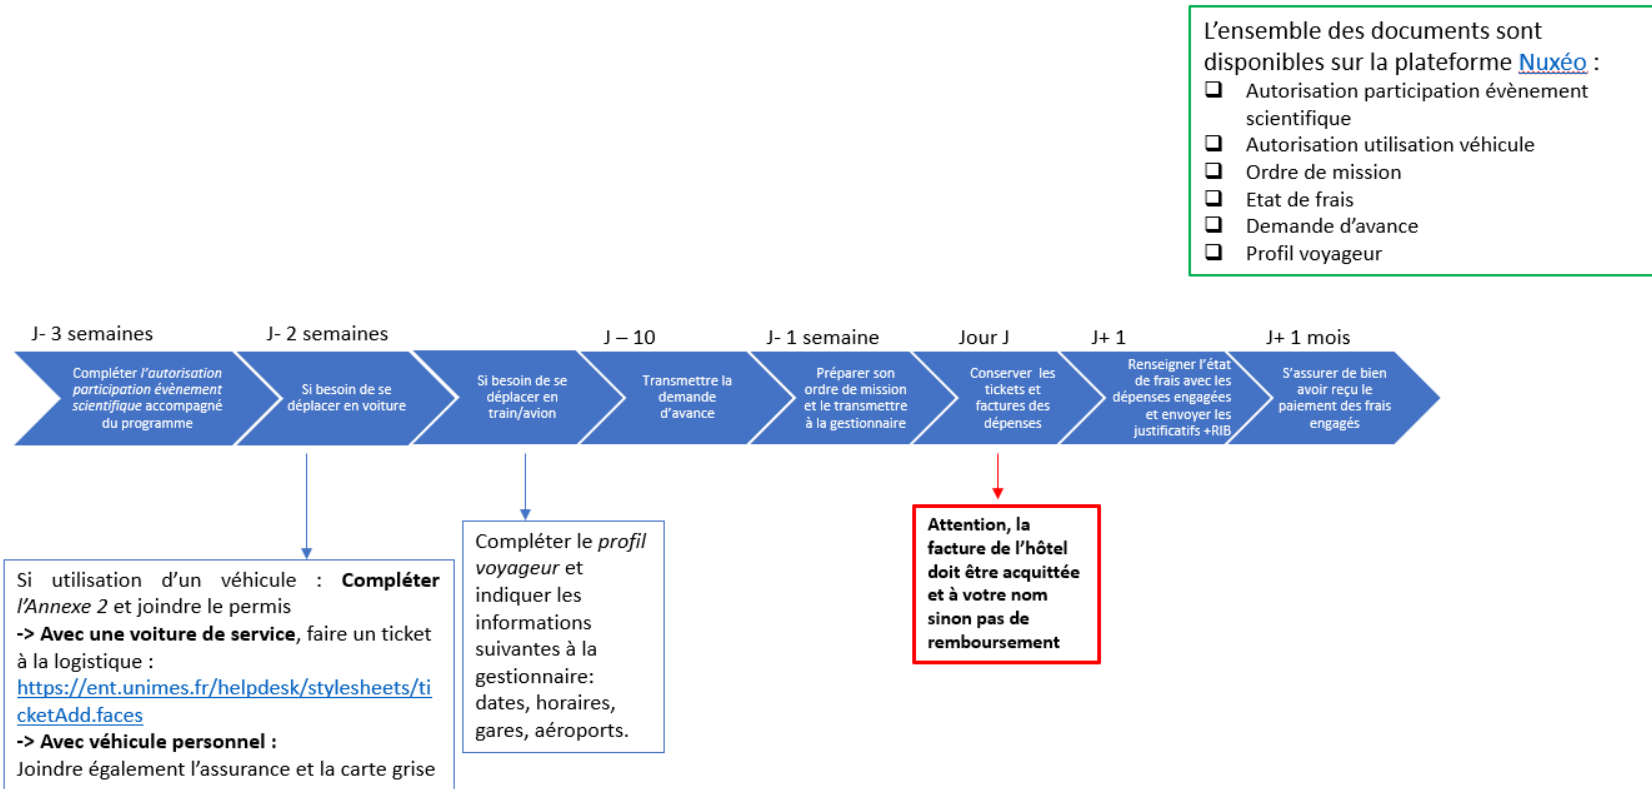 L'ensemble des documents sont
disponibles sur la plateforme Nuxéo :
❑ Autorisation participation évènement
scientifique
❑ Autorisation utilisation véhicule
❑ Ordre de mission
❑ Etat de frais
❑ Demande d'avance
❑ Profil voyageur
J- 3 semaines
J- 2 semaines
J – 10
J- 1 semaine
Jour J
J+ 1
J+ 1 mois
Compléter l'autorisation
participation évènement
scientifique accompagné
du programme
Si besoin de se
déplacer en voiture
Si besoin de se
déplacer en
train/avion
Transmettre la
demande
d'avance
Préparer son
ordre de mission
et le transmettre
à la gestionnaire
Conserver les
tickets et
factures des
dépenses
Renseigner l'état
de frais avec les
dépenses engagées
et envoyer les
justificatifs +RIB
S'assurer de bien
avoir reçu le
paiement des frais
engagés
Si utilisation d'un véhicule : Compléter
l'Annexe 2 et joindre le permis
-> Avec une voiture de service, faire un ticket
à la logistique :
https://ent.unimes.fr/helpdesk/stylesheets/ti
cketAdd.faces
-> Avec véhicule personnel :
Joindre également l'assurance et la carte grise
Compléter le profil
voyageur et
indiquer les
informations
suivantes à la
gestionnaire:
dates, horaires,
gares, aéroports.
Attention, la
facture de l'hôtel
doit être acquittée
et à votre nom
sinon pas de
remboursement